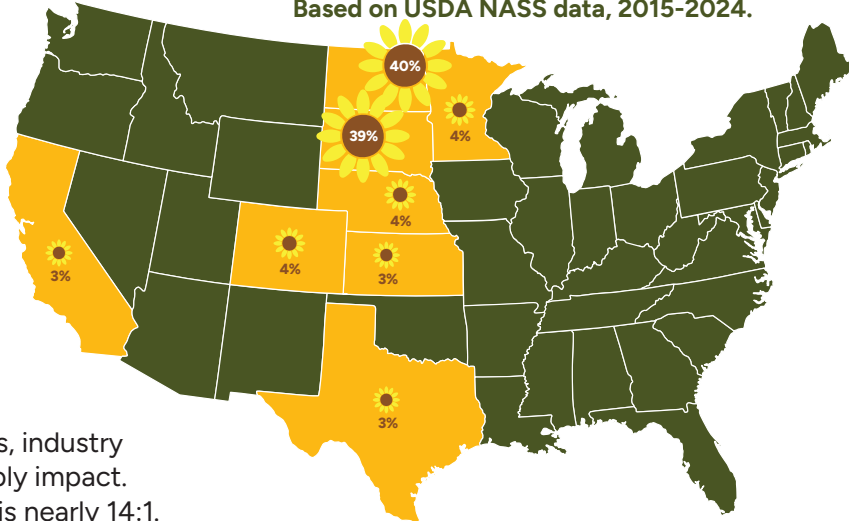 Based on USDA NASS data, 2015-2024.
40%
39%
4%
4%
4%
3%
3%
3%
s, industry
ly impact.
is nearly 14:1.